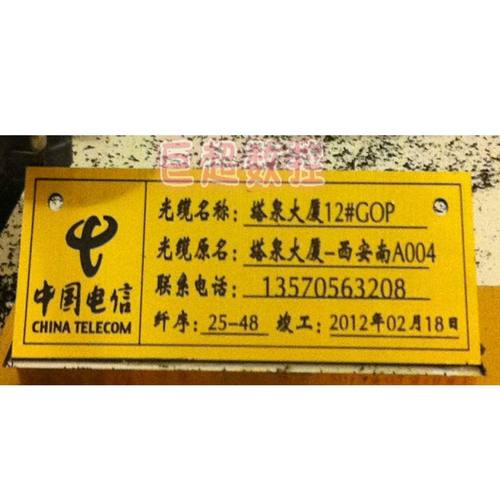 巨超数控
光缆名称：塔泉大厦12#GOP
光缆原名：塔泉大厦-西安南A004
联系电话：13570563208
纤序：25-48 竣工：2012年02月18日
中国电信
CHINA TELECOM